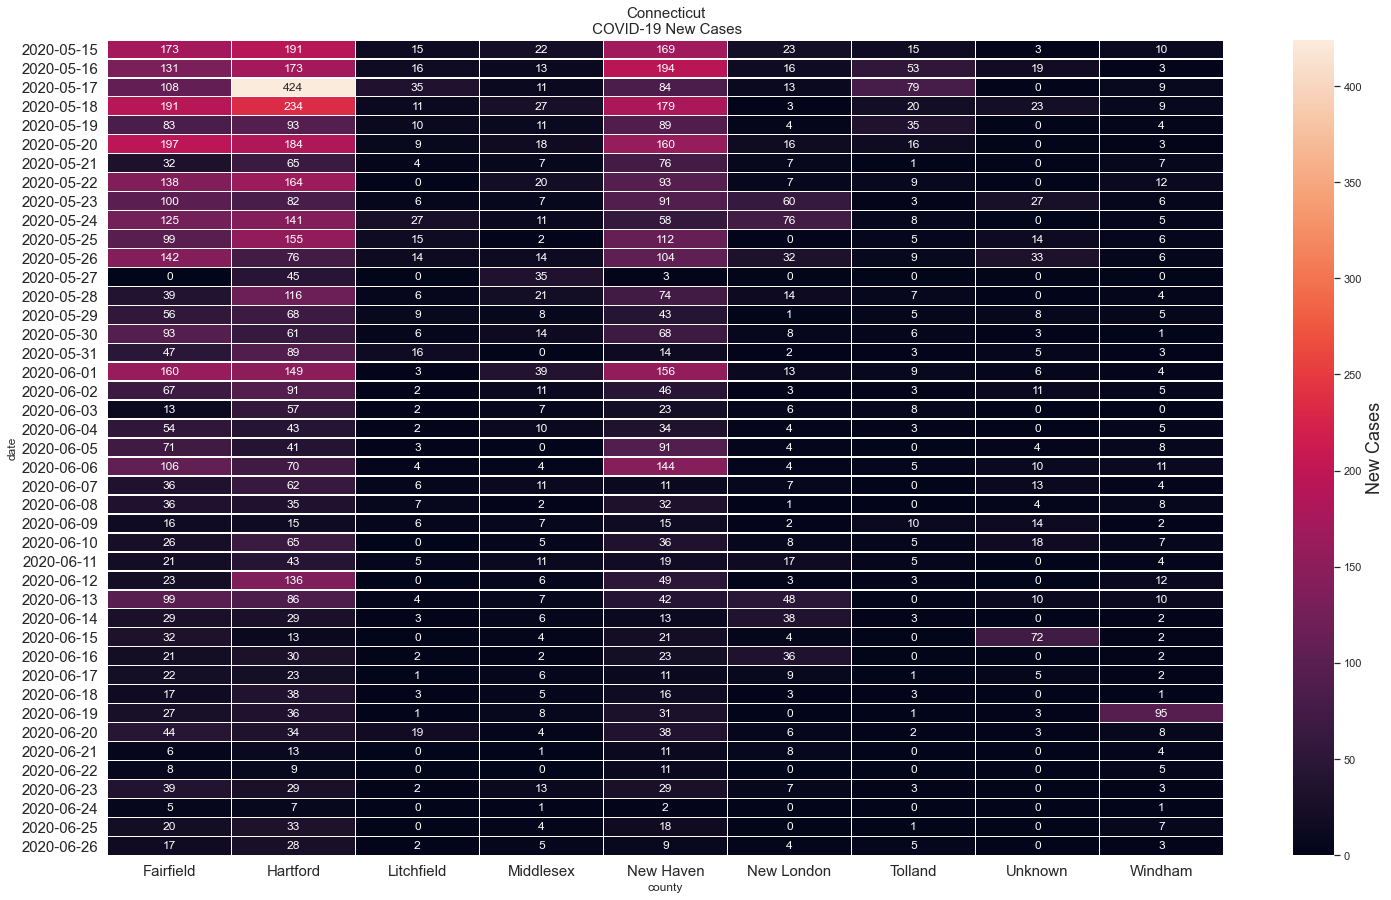 Connecticut
COVID-19 New Cases
2020-05-15 173 191 15 22 169 23 15 3 10
2020-05-16 131 173 16 13 194 16 53 19 3
2020-05-17 108 424 35 11 84 13 79 0 9
2020-05-18 191 234 11 27 179 3 20 23 9
2020-05-19 83 93 10 11 89 4 35 0 4
2020-05-20 197 184 9 18 160 16 16 0 3
2020-05-21 32 65 4 7 76 7 1 0 7
2020-05-22 138 164 0 20 93 7 9 0 12
2020-05-23 100 82 6 7 91 60 3 27 6
2020-05-24 125 141 27 11 58 76 8 0 5
2020-05-25 99 155 15 2 112 0 5 14 6
2020-05-26 142 76 14 14 104 32 9 33 6
2020-05-27 0 45 0 35 3 0 0 0 0
2020-05-28 39 116 6 21 74 14 7 0 4
2020-05-29 56 68 9 8 43 1 5 8 5
2020-05-30 93 61 6 14 68 8 6 3 1
2020-05-31 47 89 16 0 14 2 3 5 3
2020-06-01 160 149 3 39 156 13 9 6 4
2020-06-02 67 91 2 11 46 3 3 11 5
2020-06-03 13 57 2 7 23 6 8 0 0
2020-06-04 54 43 2 10 34 4 3 0 5
2020-06-05 71 41 3 0 91 4 0 4 8
2020-06-06 106 70 4 4 144 4 5 10 11
2020-06-07 36 62 6 11 11 7 0 13 4
2020-06-08 36 35 7 2 32 1 0 4 8
2020-06-09 16 15 6 7 15 2 10 14 2
2020-06-10 26 65 0 5 36 8 5 18 7
2020-06-11 21 43 5 11 19 17 5 0 4
2020-06-12 23 136 0 6 49 3 3 0 12
2020-06-13 99 86 4 7 42 48 0 10 10
2020-06-14 29 29 3 6 13 38 3 0 2
2020-06-15 32 13 0 4 21 4 0 72 2
2020-06-16 21 30 2 2 23 36 0 0 2
2020-06-17 22 23 1 6 11 9 1 5 2
2020-06-18 17 38 3 5 16 3 3 0 1
2020-06-19 27 36 1 8 31 0 1 3 95
2020-06-20 44 34 19 4 38 6 2 3 8
2020-06-21 6 13 0 1 11 8 0 0 4
2020-06-22 8 9 0 0 11 0 0 0 5
2020-06-23 39 29 2 13 29 7 3 0 3
2020-06-24 5 7 0 1 2 0 0 0 1
2020-06-25 20 33 0 4 18 0 1 0 7
2020-06-26 17 28 2 5 9 4 5 0 3
Fairfield Hartford Litchfield Middlesex New Haven New London Tolland Unknown Windham
county
date
400
350
300
250
200
150
100
50
0
New Cases